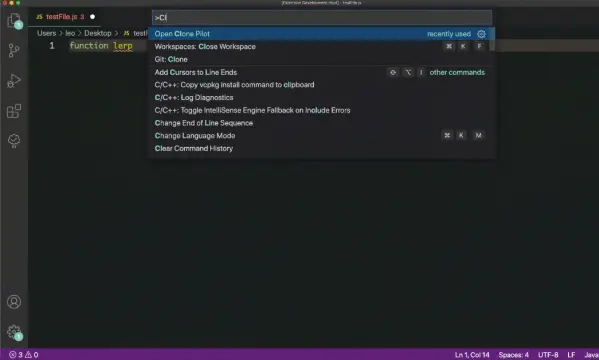 [Extension Development Host] - testFile.js
JS testFile.js 3
>Cl
Users > leo > Desktop >
Open Clone Pilot recently used
Workspaces: Close Workspace ⌘ K F
Git: Clone
Add Cursors to Line Ends ⇧ ⌥ I other commands
C/C++: Copy vcpkg install command to clipboard
C/C++: Log Diagnostics
C/C++: Toggle IntelliSense Engine Fallback on Include Errors
Change End of Line Sequence
Change Language Mode ⌘ K M
Clear Command History
1 function lerp
1
1
3 0 Ln 1, Col 14 Spaces: 4 UTF-8 LF Java